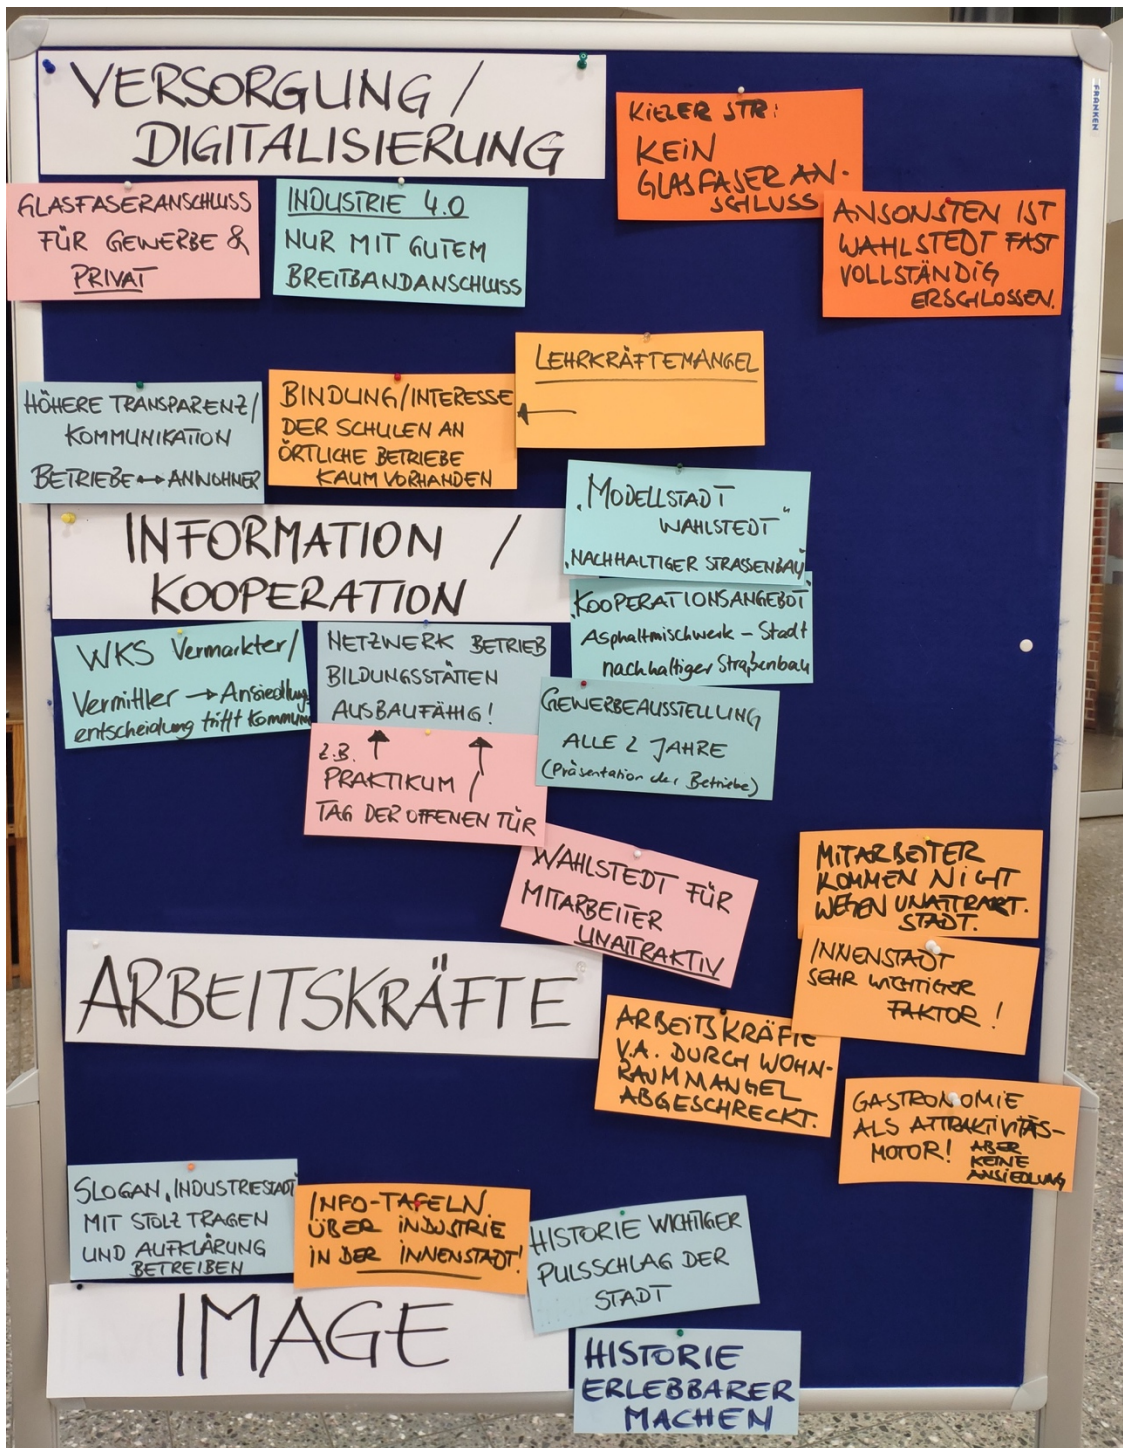 VERSORGUNG /
DIGITALISIERUNG
KIELER STR:
KEIN
GLASFASER AN-
SCHLUSS
ANSONSTEN IST
WAHLSTEDT FAST
VOLLSTÄNDIG
ERSCHLOSSEN.
FRANKEN
GLASFASERANSCHLUSS
FÜR GEWERBE &
PRIVAT
INDUSTRIE 4.0
NUR MIT GUTEM
BREITBANDANSCHLUSS
HÖHERE TRANSPARENZ/
KOMMUNIKATION
BETRIEBE ↔ ANWOHNER
BINDUNG/INTERESSE
DER SCHULEN AN
ÖRTLICHE BETRIEBE
KAUM VORHANDEN
LEHRKRÄFTEMANGEL
←
INFORMATION /
KOOPERATION
„MODELLSTADT
WAHLSTEDT“
„NACHHALTIGER STRASSENBAU“
„KOOPERATIONSANGEBOT
Asphaltmischwerk – Stadt
nachhaltiger Straßenbau
WKS Vermarkter/
Vermittler → Ansiedlungs
entscheidung trifft Kommune
NETZWERK BETRIEB
BILDUNGSSTÄTEN
AUSBAUFÄHIG!
z.B.
PRAKTIKUM /
TAG DER OFFENEN TÜR
GEWERBEAUSSTELLUNG
ALLE 2 JAHRE
(Präsentation der Betriebe)
WAHLSTEDT FÜR
MITARBEITER
UNATTRAKTIV
MITARBEITER
KOMMEN NICHT
WEGEN UNATTRAKT.
STADT.
INNENSTADT
SEHR WICHTIGER
FAKTOR !
ARBEITSKRÄFTE
ARBEITSKRÄFTE
V.A. DURCH WOHN-
RAUMMANGEL
ABGESCHRECKT.
GASTRONOMIE
ALS ATTRAKTIVITÄS-
MOTOR! ABER
KEINE
ANSIEDLUNG
SLOGAN „INDUSTRIESTADT“
MIT STOLZ TRAGEN
UND AUFKLÄRUNG
BETREIBEN
INFO-TAFELN
ÜBER INDUSTRIE
IN DER INNENSTADT!
HISTORIE WICHTIGER
PULSSCHLAG DER
STADT
IMAGE
HISTORIE
ERLEBBARER
MACHEN